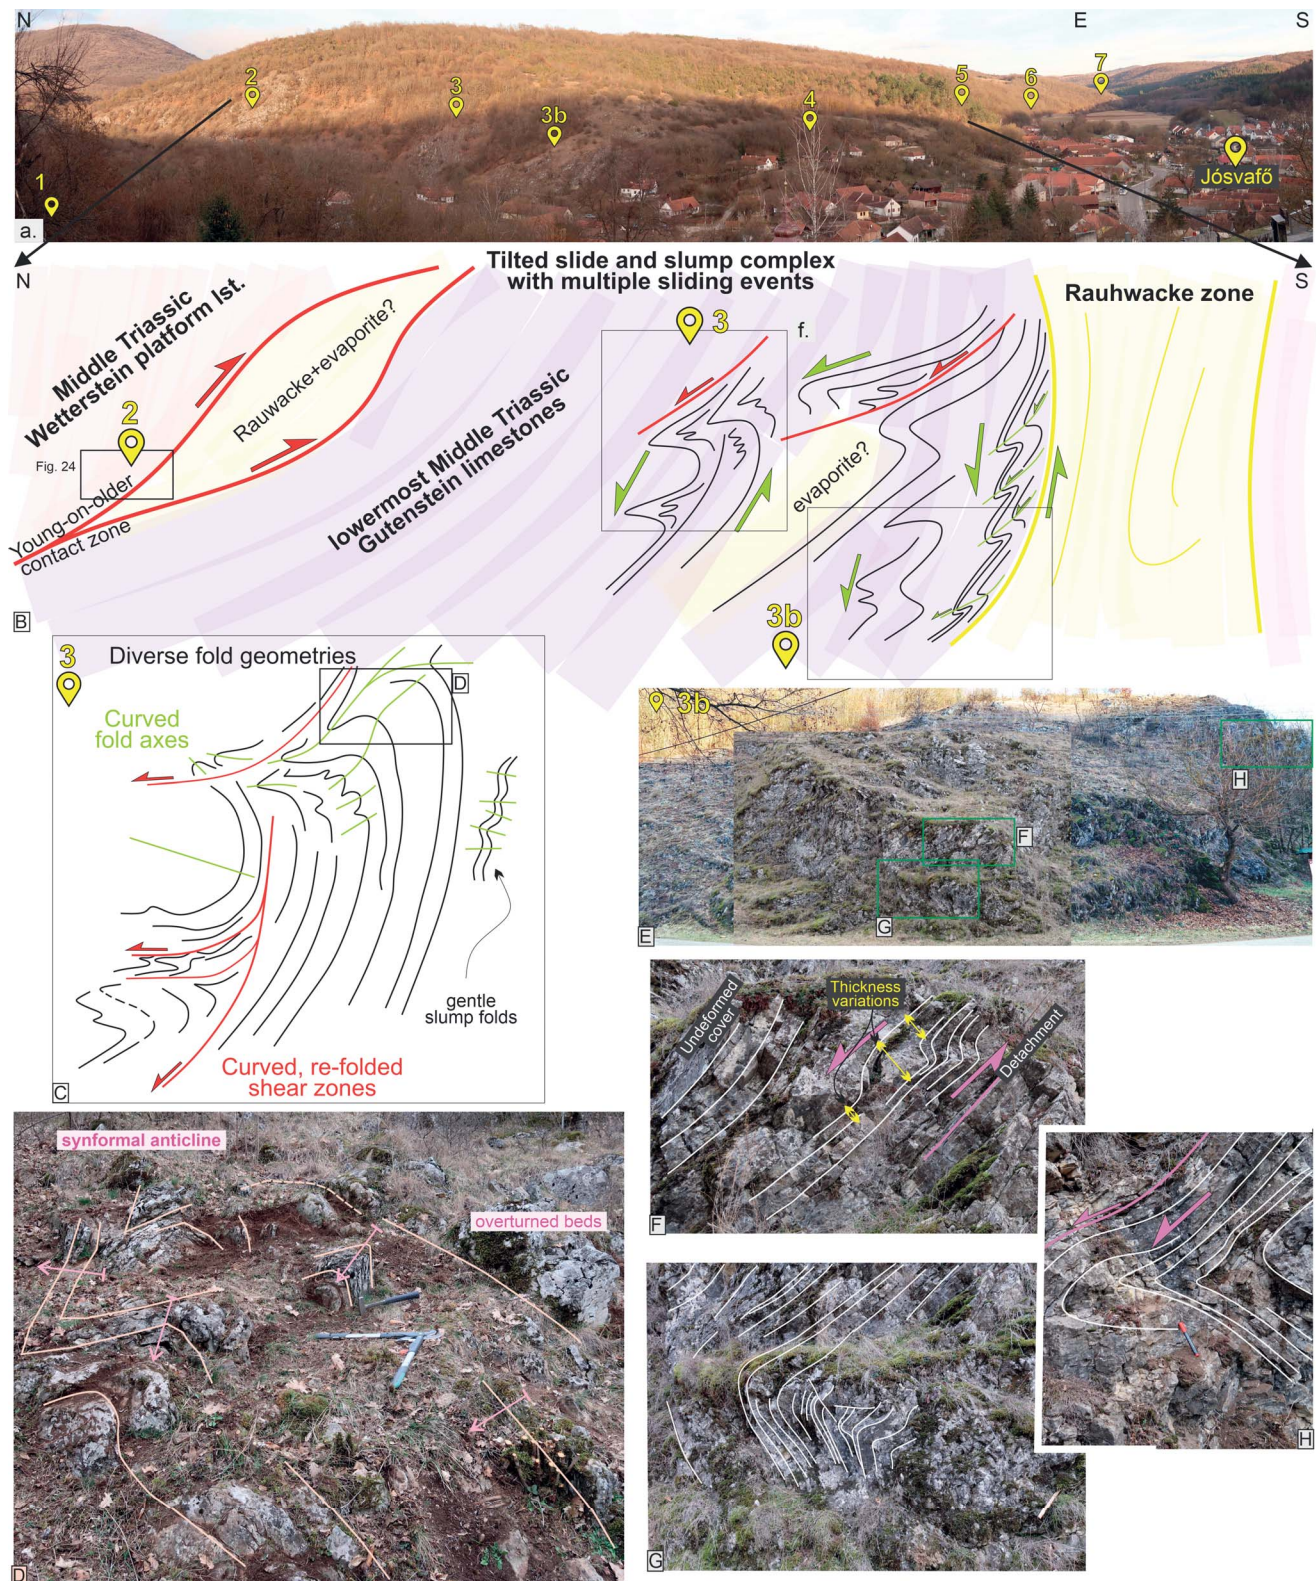 N
E
S
1
2
3
3b
4
5
6
7
Jósvafő
a.
N
S
Middle Triassic
Wetterstein platform lst.
2
Fig. 24
Young-on-older
contact zone
Rauwacke+evaporite?
lowermost Middle Triassic
Gutenstein limestones
Tilted slide and slump complex
with multiple sliding events
3
f.
evaporite?
3b
Rauhwacke zone
B
3
Diverse fold geometries
D
Curved
fold axes
gentle
slump folds
Curved, re-folded
shear zones
C
3b
H
F
G
E
Undeformed
cover
Thickness
variations
Detachment
F
synformal anticline
overturned beds
D
H
G